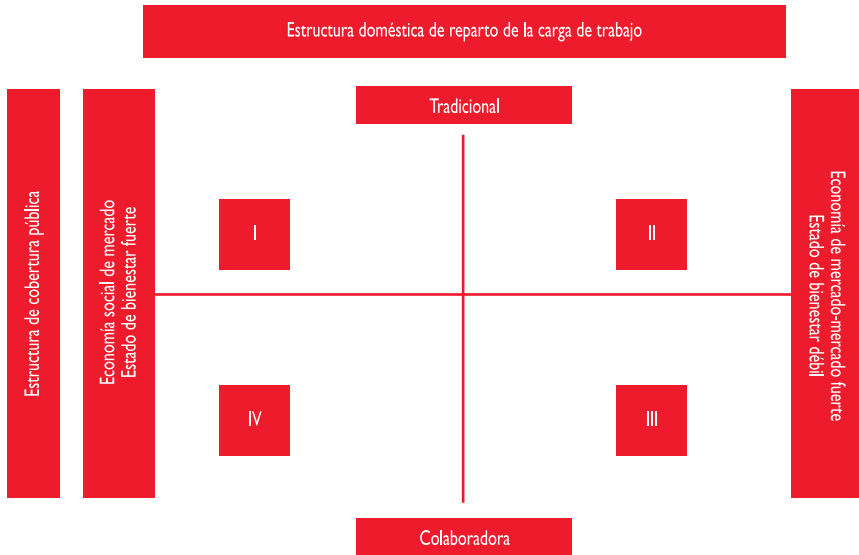 Estructura doméstica de reparto de la carga de trabajo
Tradicional
Estructura de cobertura pública
Economía social de mercado
Estado de bienestar fuerte
I
II
Economía de mercado-mercado fuerte
Estado de bienestar débil
IV
III
Colaboradora